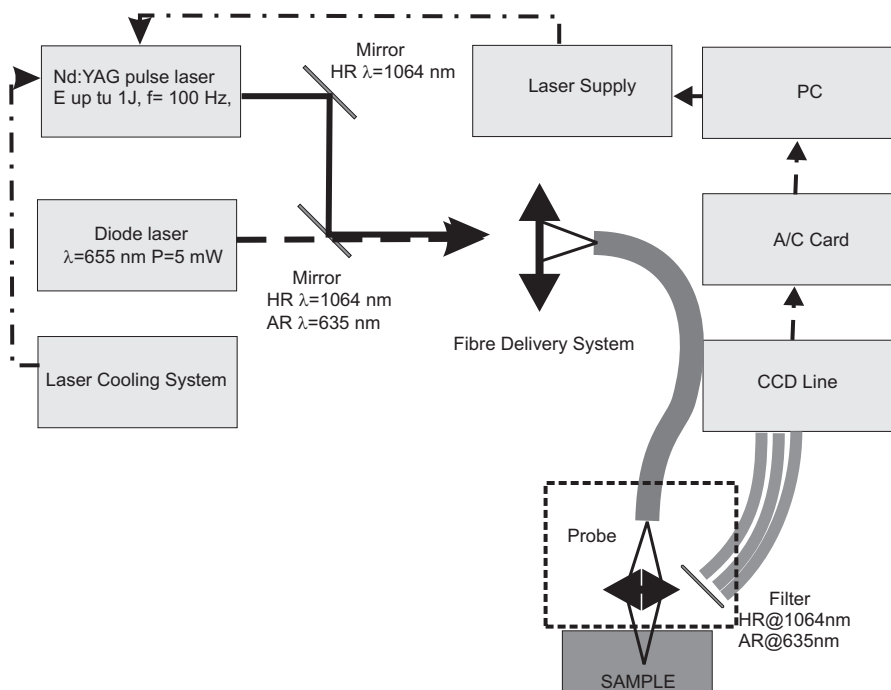 Nd:YAG pulse laser
E up tu 1J, f= 100 Hz,
Mirror
HR λ=1064 nm
Laser Supply
PC
Diode laser
λ=655 nm P=5 mW
Mirror
HR λ=1064 nm
AR λ=635 nm
A/C Card
Fibre Delivery System
Laser Cooling System
CCD Line
Probe
Filter
HR@1064nm
AR@635nm
SAMPLE